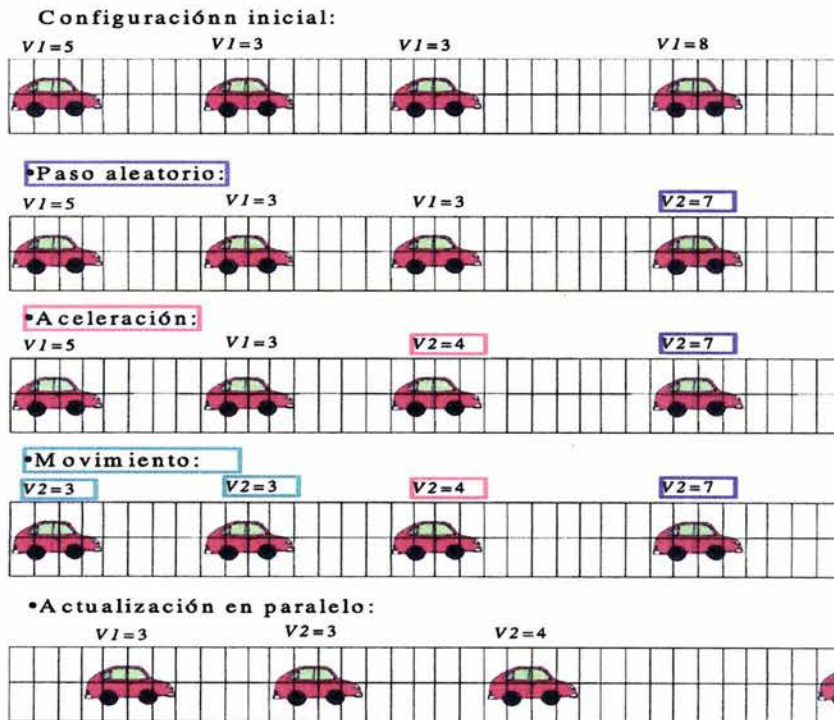 Configuraciónn inicial:
V1=5 V1=3 V1=3 V1=8
•Paso aleatorio:
V1=5 V1=3 V1=3 V2=7
•Aceleración:
V1=5 V1=3 V2=4 V2=7
•Movimiento:
V2=3 V2=3 V2=4 V2=7
•Actualización en paralelo:
V1=3 V2=3 V2=4